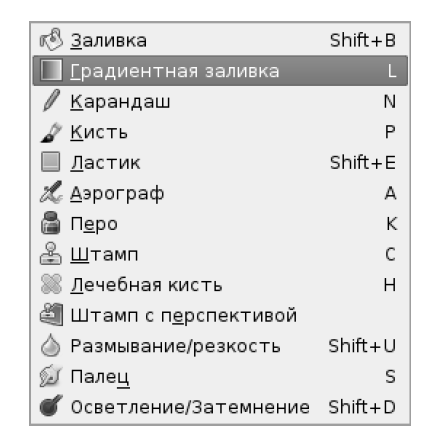 Заливка Shift+B
Градиентная заливка L
Карандаш N
Кисть P
Ластик Shift+E
Аэрограф A
Перо K
Штамп C
Лечебная кисть H
Штамп с перспективой
Размывание/резкость Shift+U
Палец S
Осветление/Затемнение Shift+D